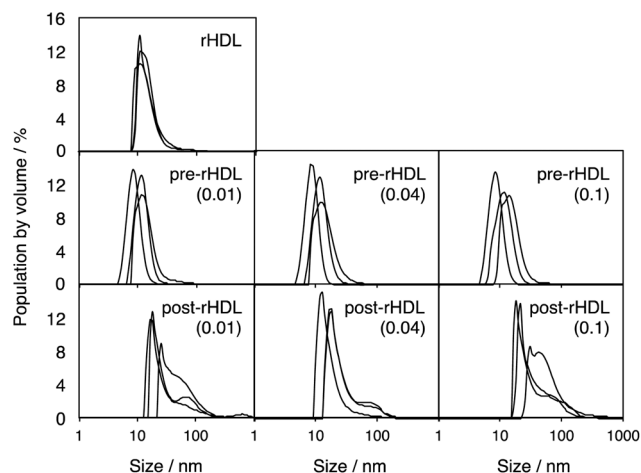 16
12
8
4
0
rHDL
Population by volume / %
12
8
4
0
pre-rHDL
(0.01)
pre-rHDL
(0.04)
pre-rHDL
(0.1)
12
8
4
0
post-rHDL
(0.01)
post-rHDL
(0.04)
post-rHDL
(0.1)
1 10 100 1 10 100 1 10 100 1000
Size / nm Size / nm Size / nm